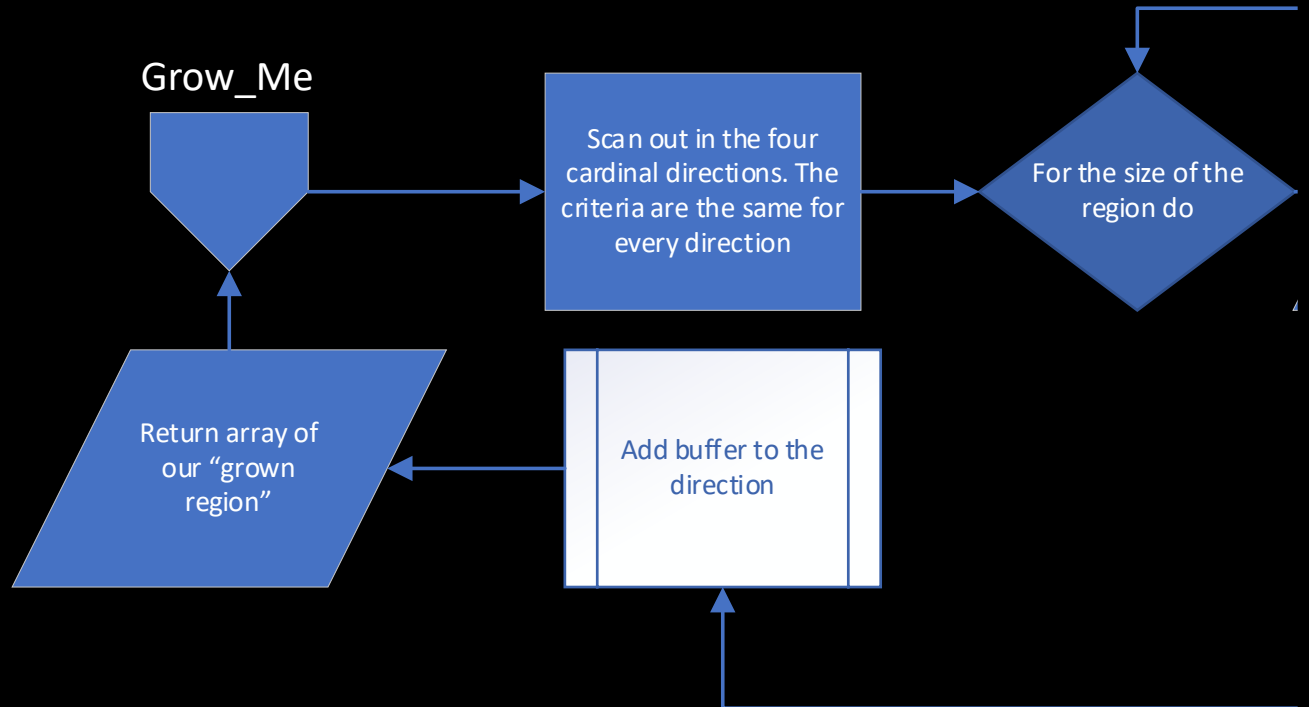 Grow_Me
Scan out in the four
cardinal directions. The
criteria are the same for
every direction
For the size of the
region do
Return array of
our “grown
region”
Add buffer to the
direction